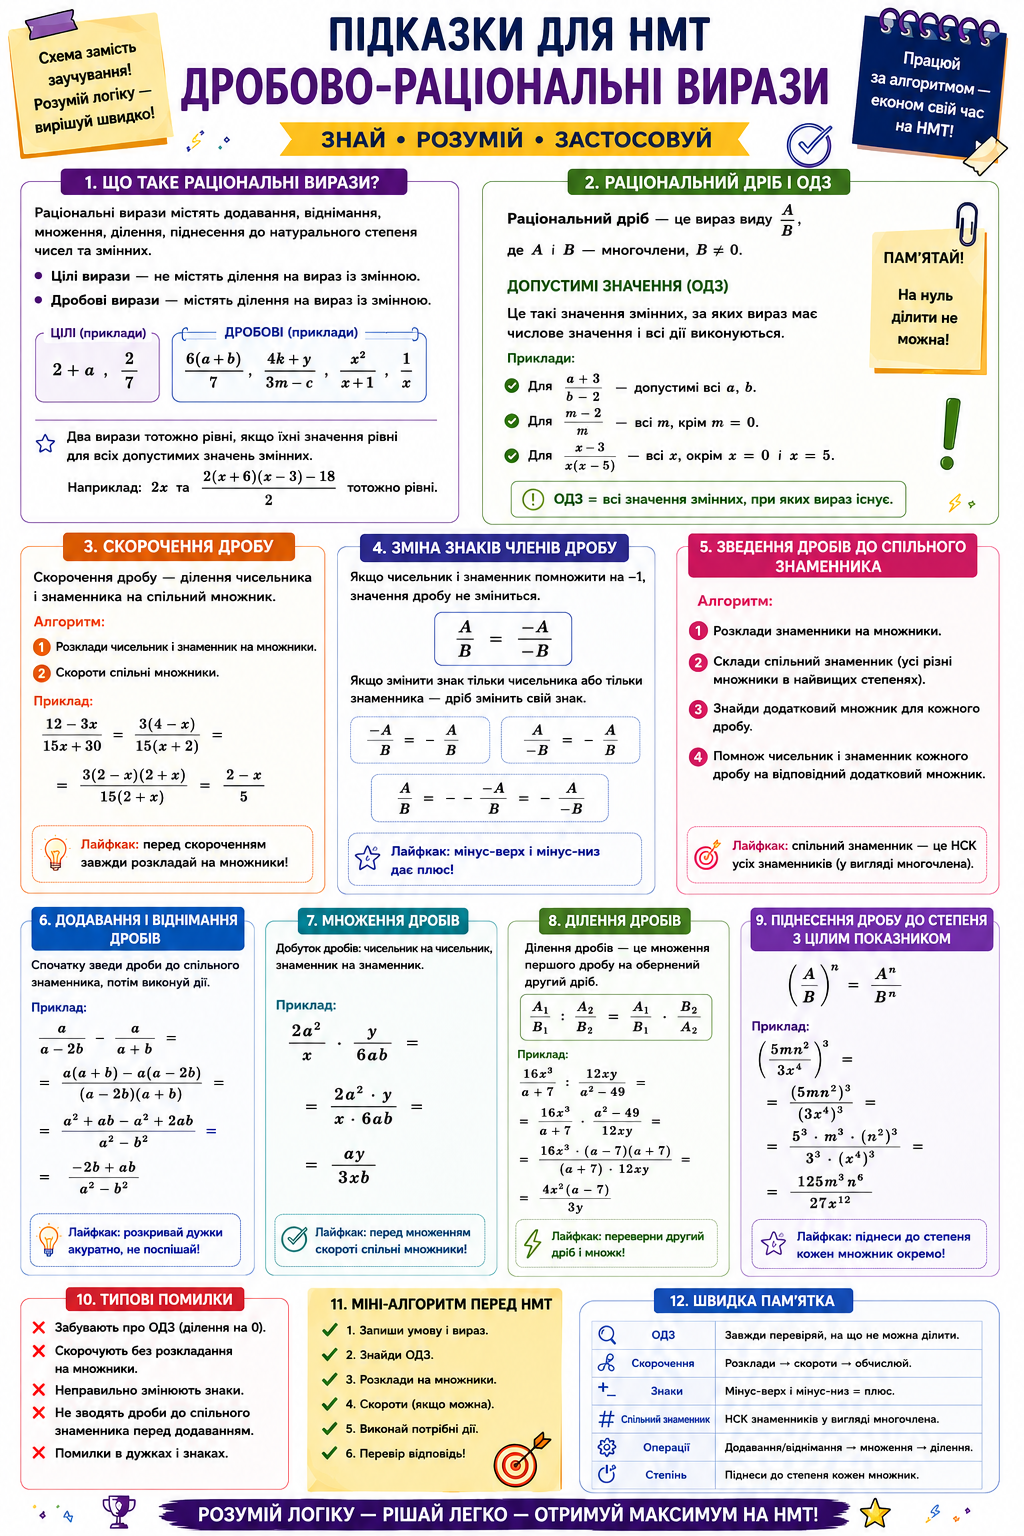 Схема замість
заучування!
Розумій логіку —
вирішуй швидко!
ПІДКАЗКИ ДЛЯ НМТ
ДРОБОВО-РАЦІОНАЛЬНІ ВИРАЗИ
ЗНАЙ • РОЗУМІЙ • ЗАСТОСОВУЙ
Працюй
за алгоритмом —
економ свій час
на НМТ!
1. ЩО ТАКЕ РАЦІОНАЛЬНІ ВИРАЗИ?
Раціональні вирази містять додавання, віднімання,
множення, ділення, піднесення до натурального степеня
чисел та змінних.
• Цілі вирази — не містять ділення на вираз із змінною.
• Дробові вирази — містять ділення на вираз із змінною.
ЦІЛІ (приклади)
2 + a , 2/7
ДРОБОВІ (приклади)
6(a + b)/7 , (4k + y)/(3m − c) , x²/(x + 1) , 1/x
Два вирази тотожно рівні, якщо їхні значення рівні
для всіх допустимих значень змінних.
Наприклад: 2x та (2(x + 6)(x − 3) − 18)/2 тотожно рівні.
2. РАЦІОНАЛЬНИЙ ДРІБ І ОДЗ
Раціональний дріб — це вираз виду A/B,
де A і B — многочлени, B ≠ 0.
ДОПУСТИМІ ЗНАЧЕННЯ (ОДЗ)
Це такі значення змінних, за яких вираз має
числове значення і всі дії виконуються.
Приклади:
Для (a + 3)/(b − 2) — допустимі всі a, b.
Для (m − 2)/m — всі m, крім m = 0.
Для (x − 3)/(x(x − 5)) — всі x, окрім x = 0 і x = 5.
ОДЗ = всі значення змінних, при яких вираз існує.
ПАМ'ЯТАЙ!
На нуль
ділити не
можна!
3. СКОРОЧЕННЯ ДРОБУ
Скорочення дробу — ділення чисельника
і знаменника на спільний множник.
Алгоритм:
1 Розклади чисельник і знаменник на множники.
2 Скороти спільні множники.
Приклад:
(12 − 3x)/(15x + 30) = 3(4 − x)/(15(x + 2)) =
= 3(2 − x)(2 + x)/(15(2 + x)) = (2 − x)/5
Лайфхак: перед скороченням
завжди розкладай на множники!
4. ЗМІНА ЗНАКІВ ЧЛЕНІВ ДРОБУ
Якщо чисельник і знаменник помножити на −1,
значення дробу не зміниться.
A/B = −A/−B
Якщо змінити знак тільки чисельника або тільки
знаменника — дріб змінить свій знак.
−A/B = − A/B
A/−B = − A/B
A/B = − − −A/B = − A/−B
Лайфхак: мінус-верх і мінус-низ
дає плюс!
5. ЗВЕДЕННЯ ДРОБІВ ДО СПІЛЬНОГО
ЗНАМЕННИКА
Алгоритм:
1 Розклади знаменники на множники.
2 Склади спільний знаменник (усі різні
множники в найвищих степенях).
3 Знайди додатковий множник для кожного
дробу.
4 Помнож чисельник і знаменник кожного
дробу на відповідний додатковий множник.
Лайфхак: спільний знаменник — це НСК
усіх знаменників (у вигляді многочлена).
6. ДОДАВАННЯ І ВІДНІМАННЯ
ДРОБІВ
Спочатку зведи дроби до спільного
знаменника, потім виконуй дії.
Приклад:
a/(a − 2b) − a/(a + b) =
= (a(a + b) − a(a − 2b))/((a − 2b)(a + b)) =
= (a² + ab − a² + 2ab)/(a² − b²) =
= (−2b + ab)/(a² − b²)
Лайфхак: розкривай дужки
акуратно, не поспішай!
7. МНОЖЕННЯ ДРОБІВ
Добуток дробів: чисельник на чисельник,
знаменник на знаменник.
Приклад:
2a²/x · y/6ab =
= (2a² · y)/(x · 6ab) =
= ay/3xb
Лайфхак: перед множенням
скороті спільні множники!
8. ДІЛЕННЯ ДРОБІВ
Ділення дробів — це множення
першого дробу на обернений
другий дріб.
A₁/B₁ : A₂/B₂ = A₁/B₁ · B₂/A₂
Приклад:
16x³/(a + 7) : 12xy/(a² − 49) =
= 16x³/(a + 7) · (a² − 49)/12xy =
= (16x³ · (a − 7)(a + 7))/((a + 7) · 12xy) =
= 4x²(a − 7)/3y
Лайфхак: переверни другий
дріб і множк!
9. ПІДНЕСЕННЯ ДРОБУ ДО СТЕПЕНЯ
З ЦІЛИМ ПОКАЗНИКОМ
(A/B)ⁿ = Aⁿ/Bⁿ
Приклад:
(5mn²/3x⁴)³ =
= (5mn²)³/(3x⁴)³ =
= (5³ · m³ · (n²)³)/(3³ · (x⁴)³) =
= 125m³n⁶/27x¹²
Лайфхак: піднеси до степеня
кожен множник окремо!
10. ТИПОВІ ПОМИЛКИ
Забувають про ОДЗ (ділення на 0).
Скорочують без розкладання
на множники.
Неправильно змінюють знаки.
Не зводять дроби до спільного
знаменника перед додаванням.
Помилки в дужках і знаках.
11. МІНІ-АЛГОРИТМ ПЕРЕД НМТ
1. Запиши умову і вираз.
2. Знайди ОДЗ.
3. Розклади на множники.
4. Скороти (якщо можна).
5. Виконай потрібні дії.
6. Перевір відповідь!
12. ШВИДКА ПАМ'ЯТКА
ОДЗ Завжди перевіряй, на що не можна ділити.
Скорочення Розклади → скороти → обчислюй.
Знаки Мінус-верх і мінус-низ = плюс.
Спільний знаменник НСК знаменників у вигляді многочлена.
Операції Додавання/віднімання → множення → ділення.
Степінь Піднеси до степеня кожен множник.
РОЗУМІЙ ЛОГІКУ — РІШАЙ ЛЕГКО — ОТРИМУЙ МАКСИМУМ НА НМТ!